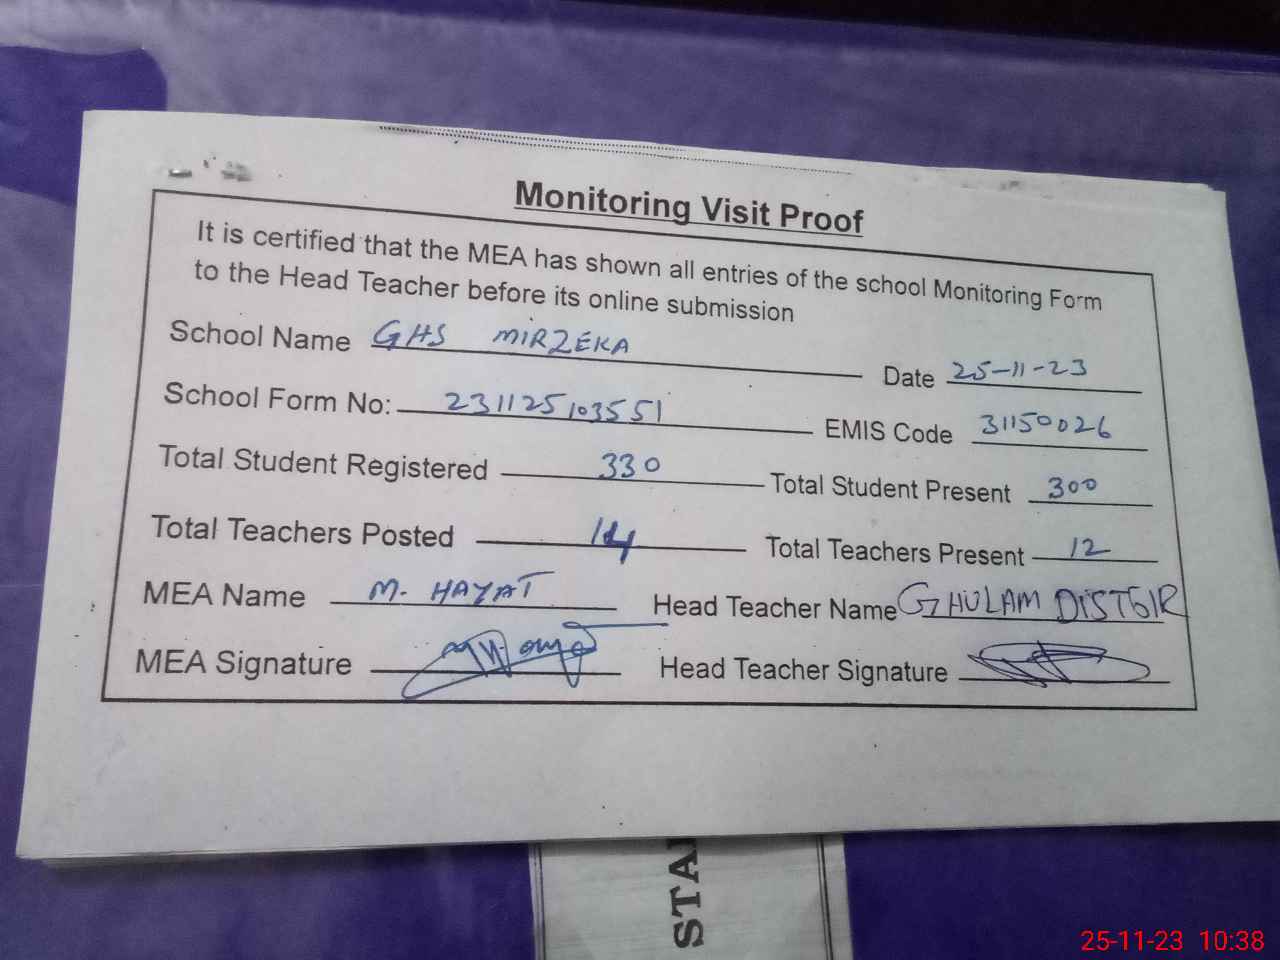 Monitoring Visit Proof
It is certified that the MEA has shown all entries of the school Monitoring Form
to the Head Teacher before its online submission
School Name GHS MIRZEKA Date 25-11-23
School Form No: 231125103551 EMIS Code 31150026
Total Student Registered 330 Total Student Present 300
Total Teachers Posted 14 Total Teachers Present 12
MEA Name M. HAYAT Head Teacher Name GHULAM DISTGIR
MEA Signature Head Teacher Signature
STA
25-11-23 10:38